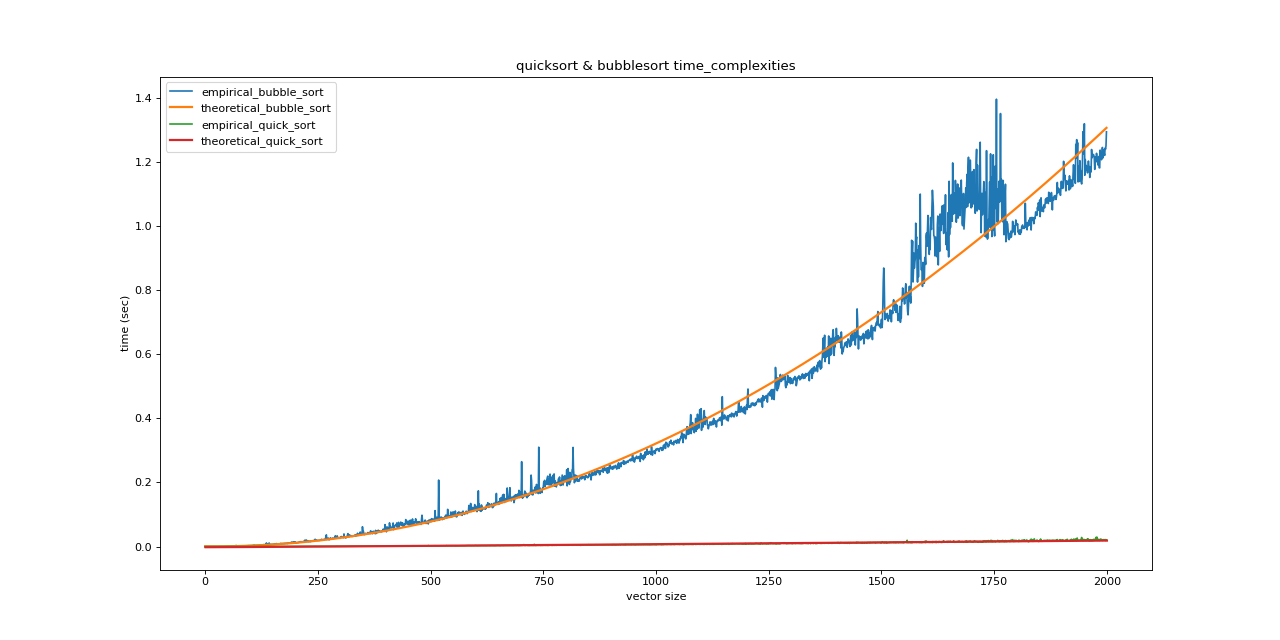 quicksort & bubblesort time_complexities
empirical_bubble_sort
theoretical_bubble_sort
empirical_quick_sort
theoretical_quick_sort
time (sec)
1.4
1.2
1.0
0.8
0.6
0.4
0.2
0.0
0 250 500 750 1000 1250 1500 1750 2000
vector size